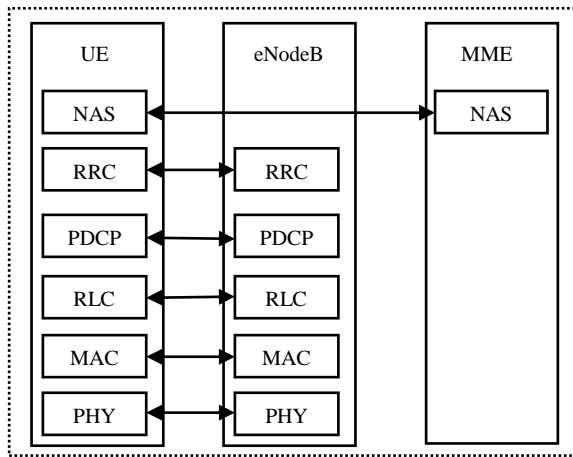 UE eNodeB MME
NAS NAS
RRC RRC
PDCP PDCP
RLC RLC
MAC MAC
PHY PHY